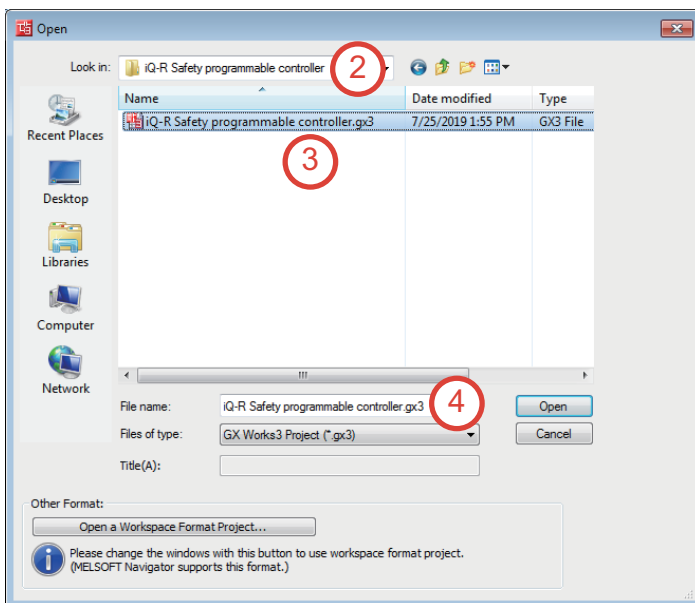 Open
Look in: iQ-R Safety programmable controller 2
Name Date modified Type
iQ-R Safety programmable controller.gx3 7/25/2019 1:55 PM GX3 File
3
Recent Places
Desktop
Libraries
Computer
Network
File name: iQ-R Safety programmable controller.gx3 4 Open
Files of type: GX Works3 Project (*.gx3) Cancel
Title(A):
Other Format:
Open a Workspace Format Project...
Please change the windows with this button to use workspace format project.
(MELSOFT Navigator supports this format.)